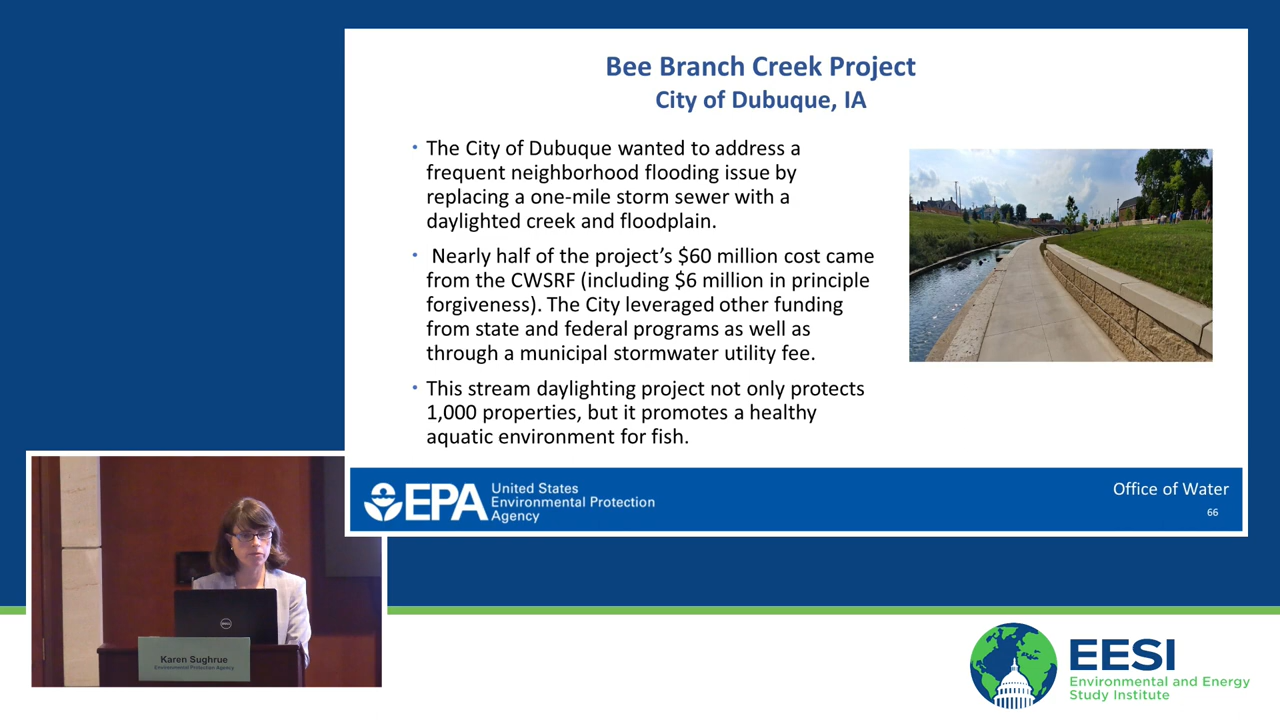 Bee Branch Creek Project
City of Dubuque, IA
• The City of Dubuque wanted to address a
frequent neighborhood flooding issue by
replacing a one-mile storm sewer with a
daylighted creek and floodplain.
• Nearly half of the project’s $60 million cost came
from the CWSRF (including $6 million in principle
forgiveness). The City leveraged other funding
from state and federal programs as well as
through a municipal stormwater utility fee.
• This stream daylighting project not only protects
1,000 properties, but it promotes a healthy
aquatic environment for fish.
EPA
United States
Environmental Protection
Agency
Office of Water
66
DELL
Karen Sughrue
Environmental Protection Agency
EESI
Environmental and Energy
Study Institute